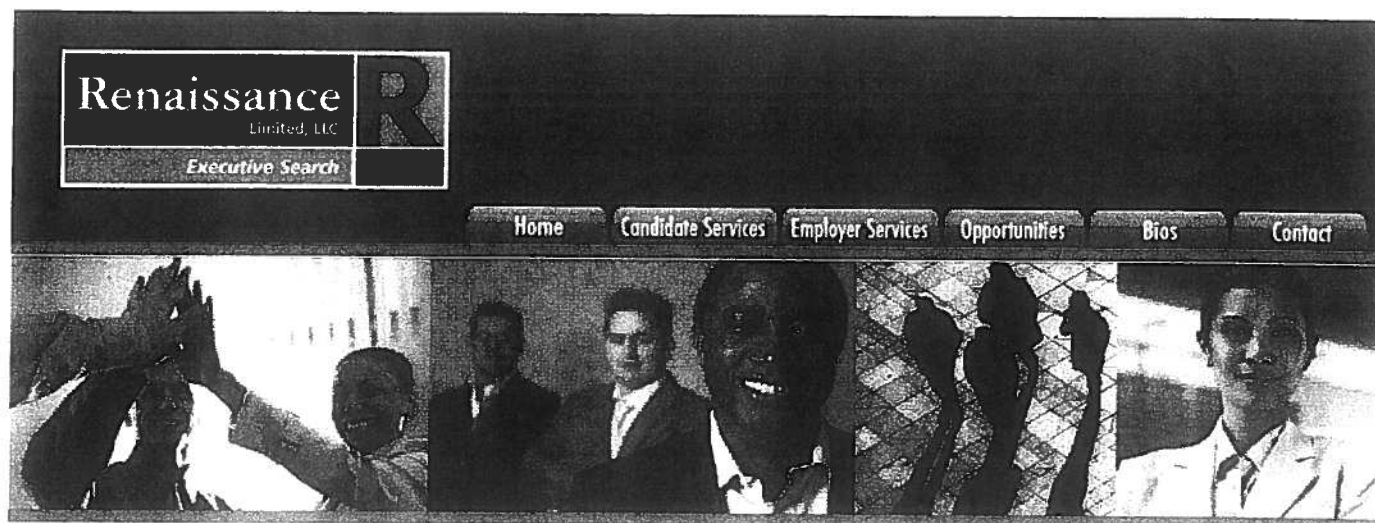 Renaissance
Limited, LLC
R
Executive Search
Home Candidate Services Employer Services Opportunities Bios Contact